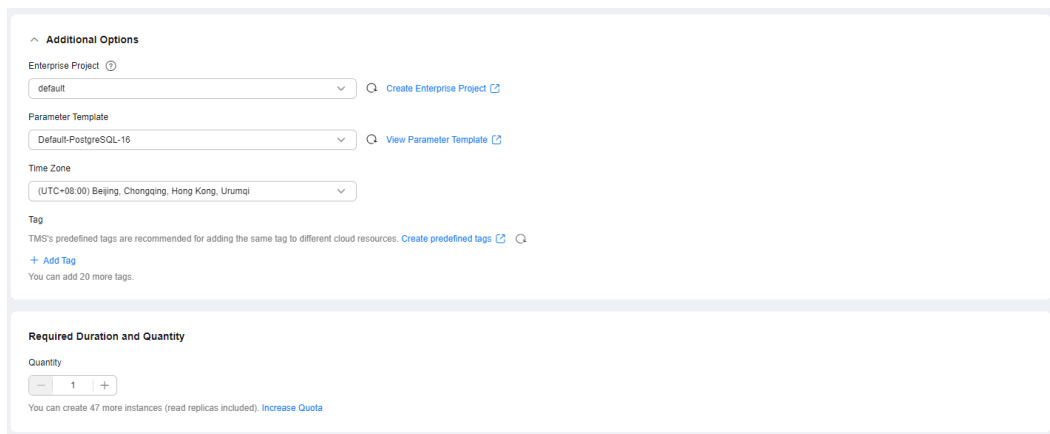 Additional Options
Enterprise Project
default
Create Enterprise Project
Parameter Template
Default-PostgreSQL-16
View Parameter Template
Time Zone
(UTC+08:00) Beijing, Chongqing, Hong Kong, Urumqi
Tag
TMS's predefined tags are recommended for adding the same tag to different cloud resources. Create predefined tags
+ Add Tag
You can add 20 more tags.
Required Duration and Quantity
Quantity
— 1 +
You can create 47 more instances (read replicas included). Increase Quota